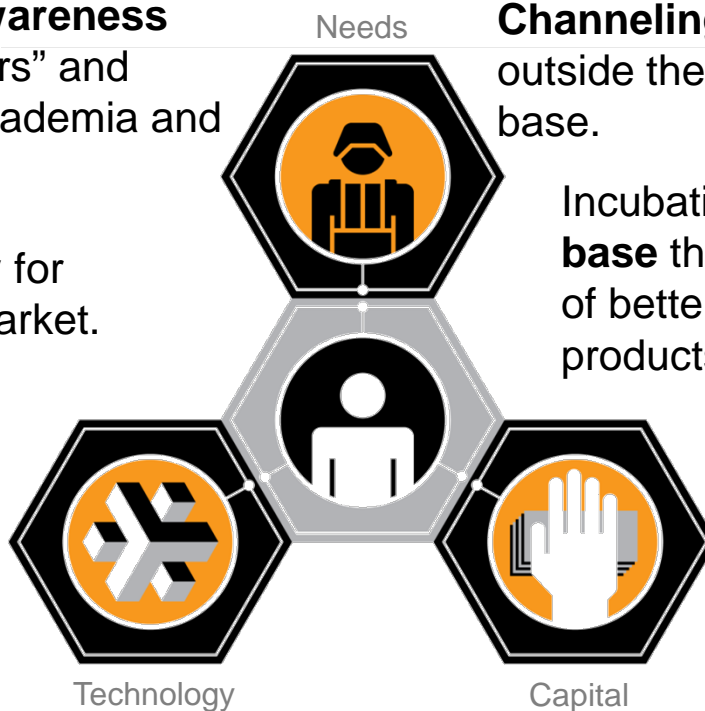 wareness
rs” and
ademia and
for
arket.
Needs
Channeling
outside the
base.
Incubati
base th
of bette
products
Technology
Capital